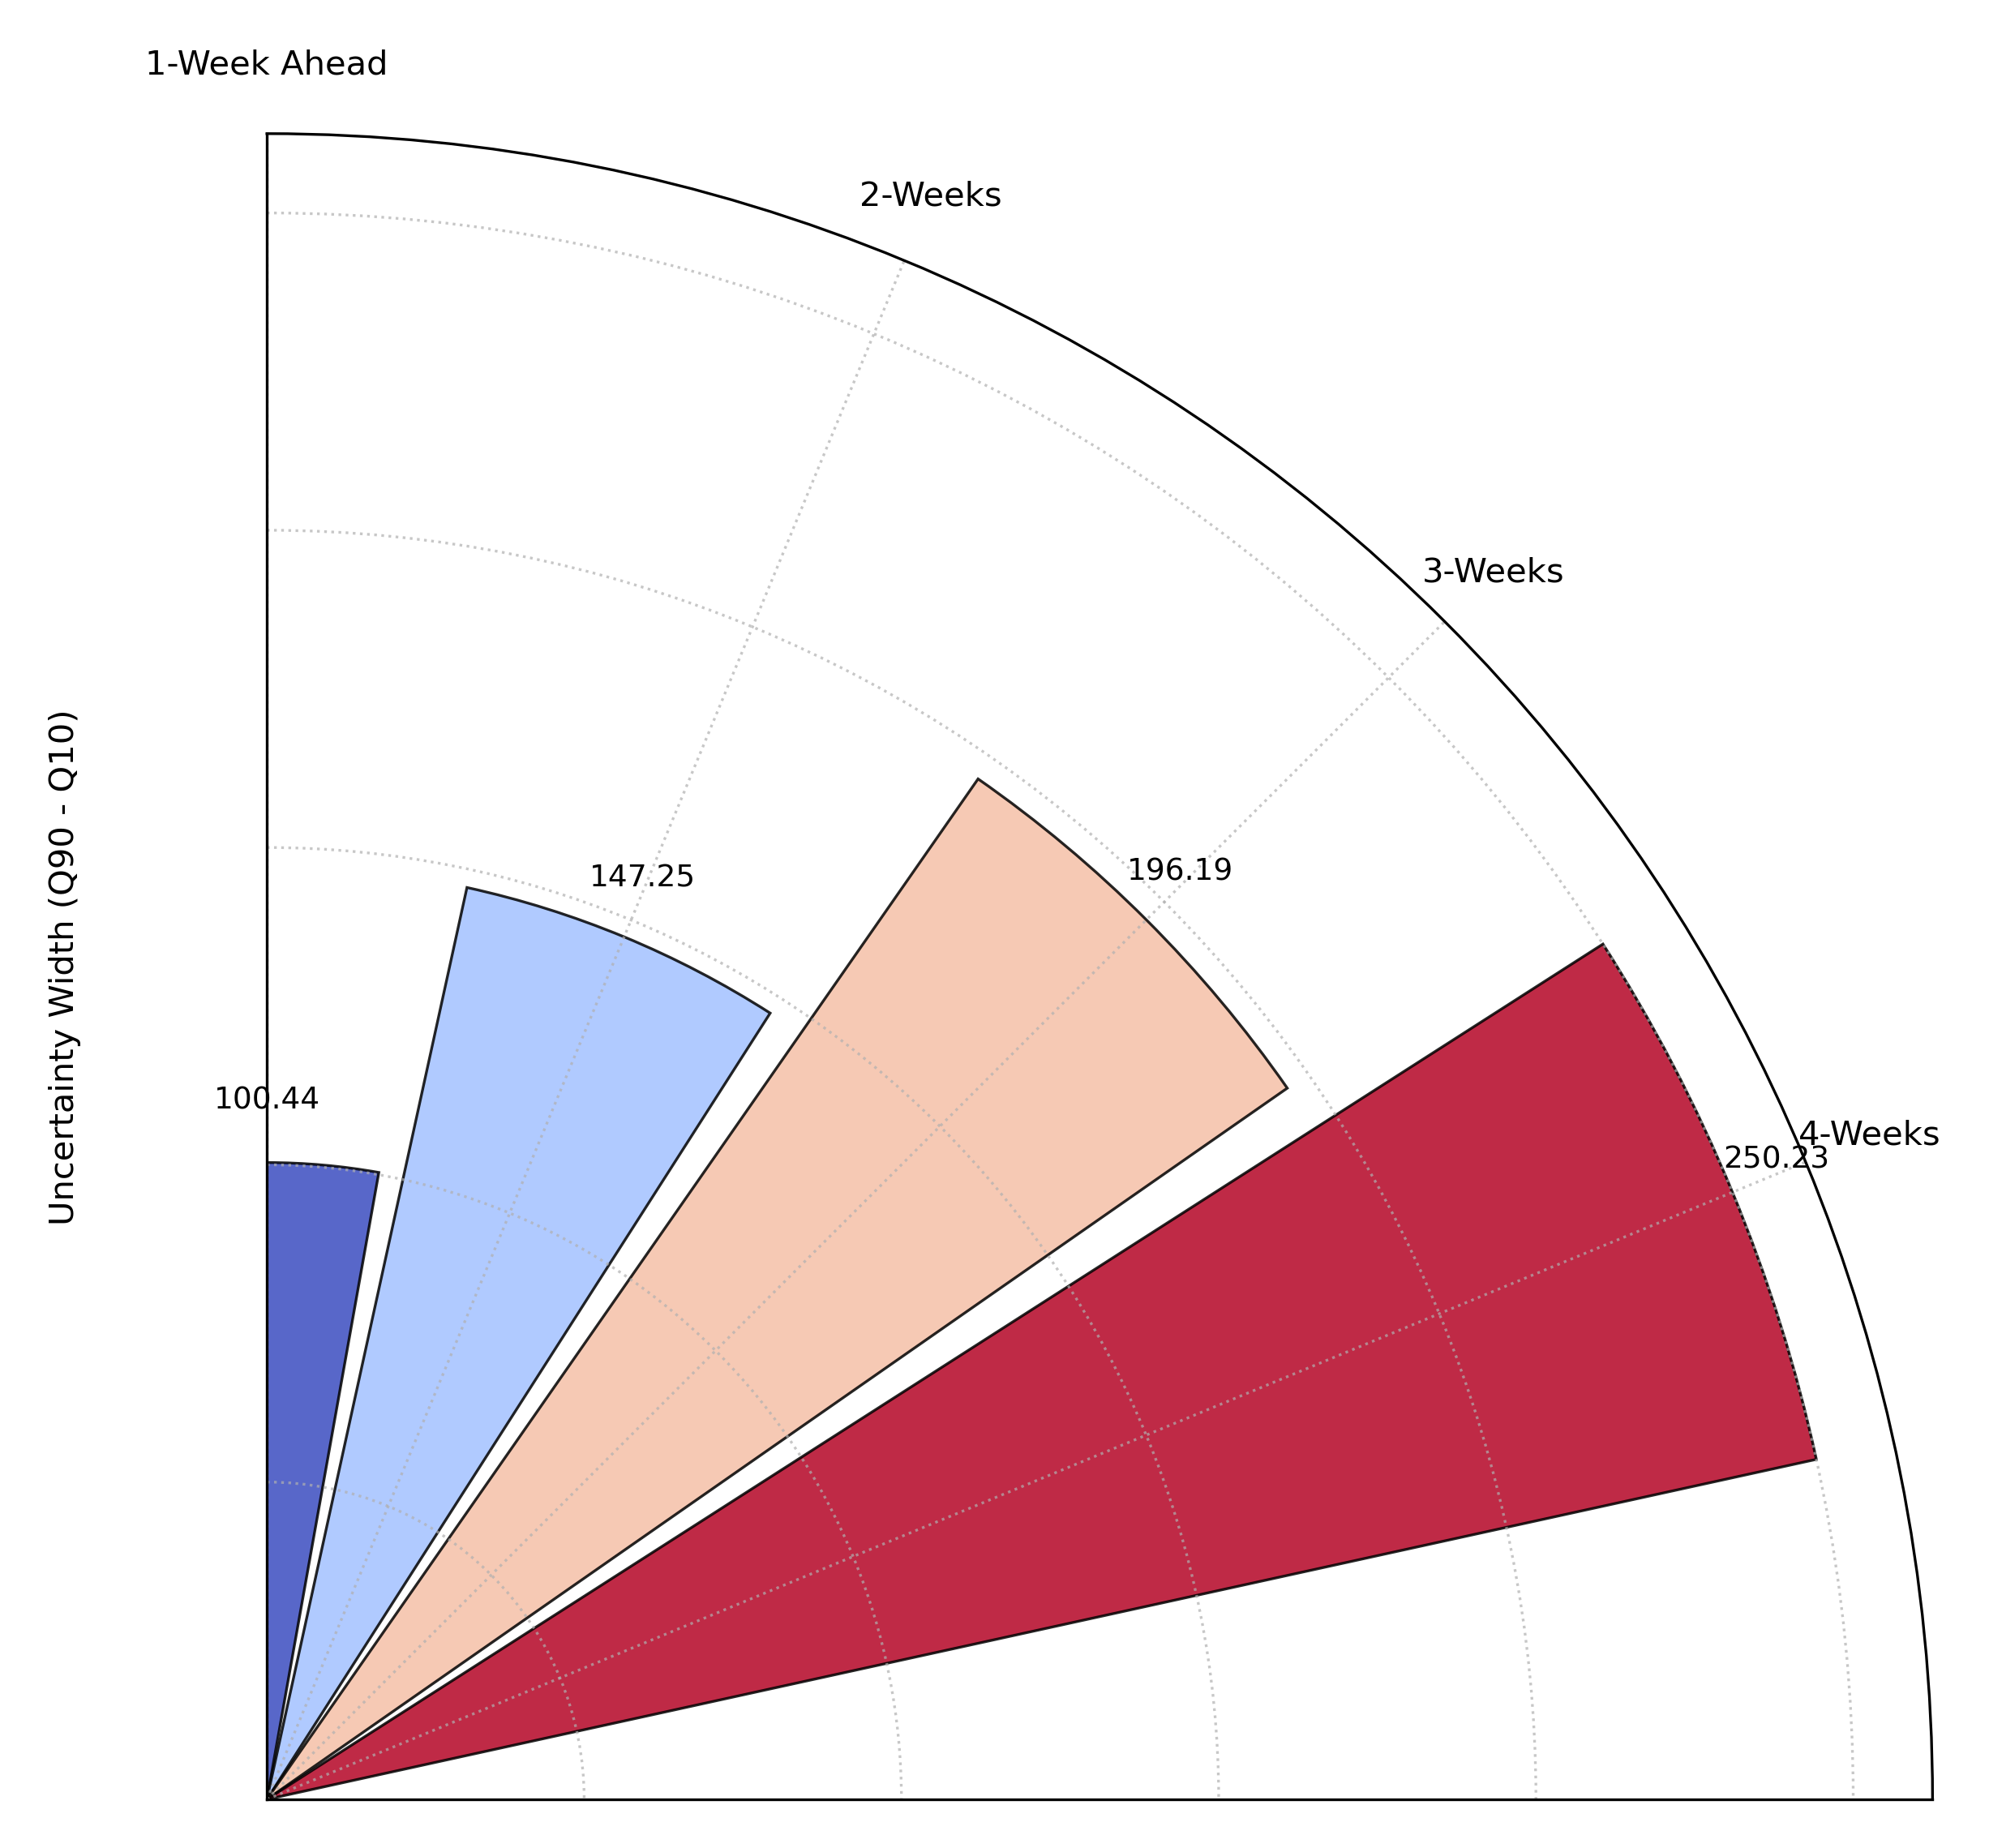 1-Week Ahead
2-Weeks
3-Weeks
4-Weeks
100.44
147.25
196.19
250.23
Uncertainty Width (Q90 - Q10)